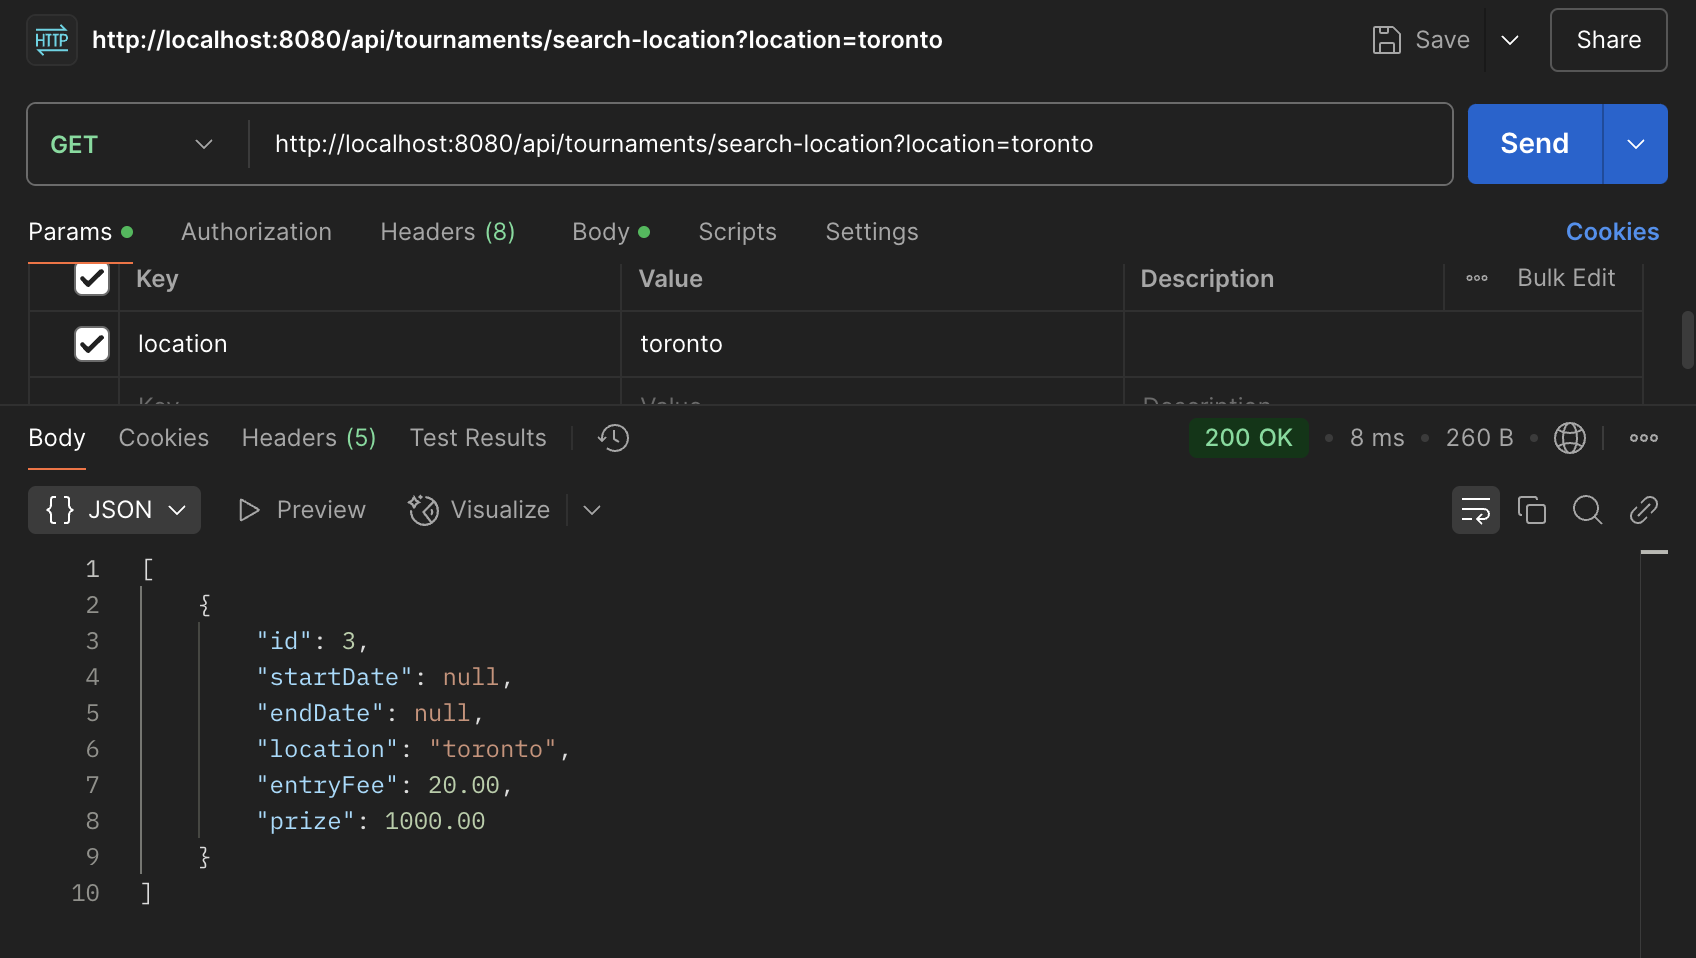 HTTP http://localhost:8080/api/tournaments/search-location?location=toronto Save Share
GET http://localhost:8080/api/tournaments/search-location?location=toronto Send
Params Authorization Headers (8) Body Scripts Settings Cookies
Key Value Description Bulk Edit
location toronto
Key Value Description
Body Cookies Headers (5) Test Results 200 OK • 8 ms • 260 B •
{} JSON Preview Visualize
1 [
2 {
3 "id": 3,
4 "startDate": null,
5 "endDate": null,
6 "location": "toronto",
7 "entryFee": 20.00,
8 "prize": 1000.00
9 }
10 ]